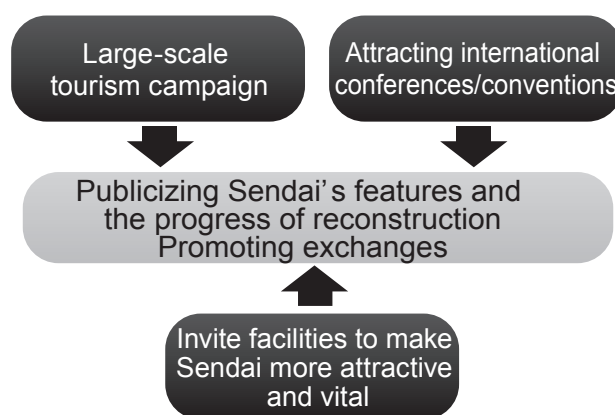 Large-scale
tourism campaign
Attracting international
conferences/conventions
Publicizing Sendai's features and
the progress of reconstruction
Promoting exchanges
Invite facilities to make
Sendai more attractive
and vital